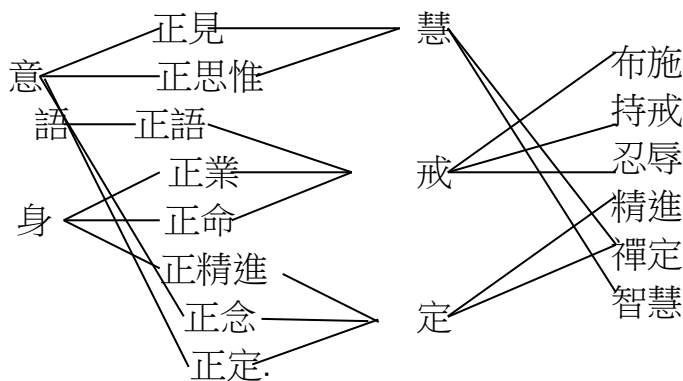 意
語
身
正見
正思惟
正語
正業
正命
正精進
正念
正定.
慧
戒
定
布施
持戒
忍辱
精進
禪定
智慧